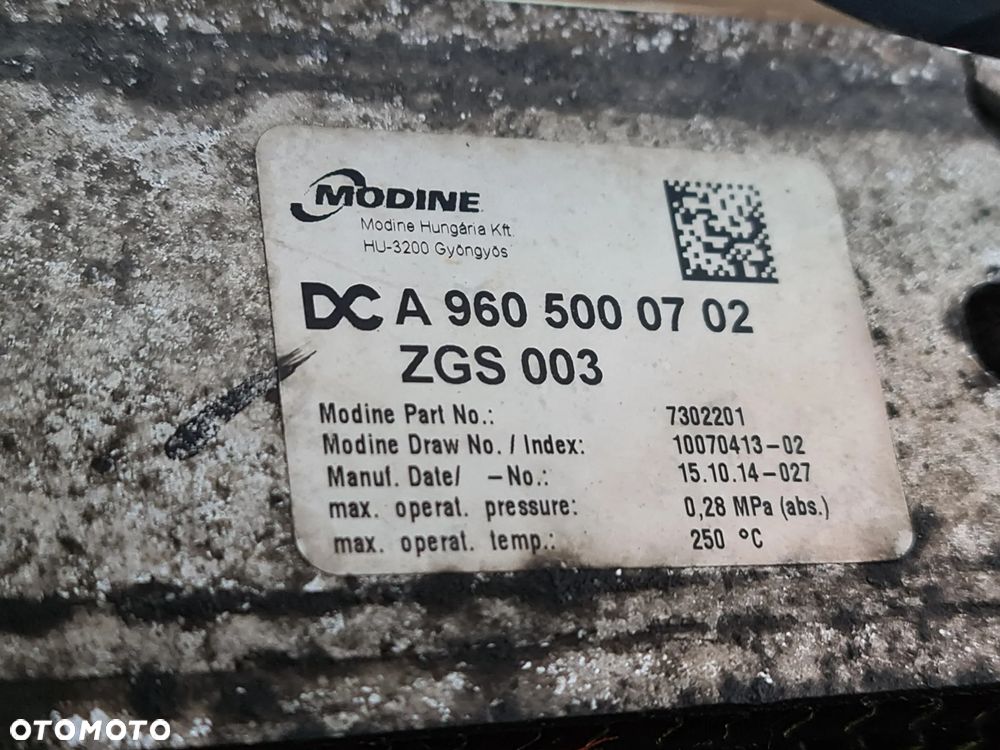 MODINE
Modine Hungária Kft.
HU-3200 Gyöngyös
DC A 960 500 07 02
ZGS 003
Modine Part No.: 7302201
Modine Draw No. / Index: 10070413-02
Manuf. Date/ -No.: 15.10.14-027
max. operat. pressure: 0,28 MPa (abs.)
max. operat. temp.: 250 °C
OTOMOTO